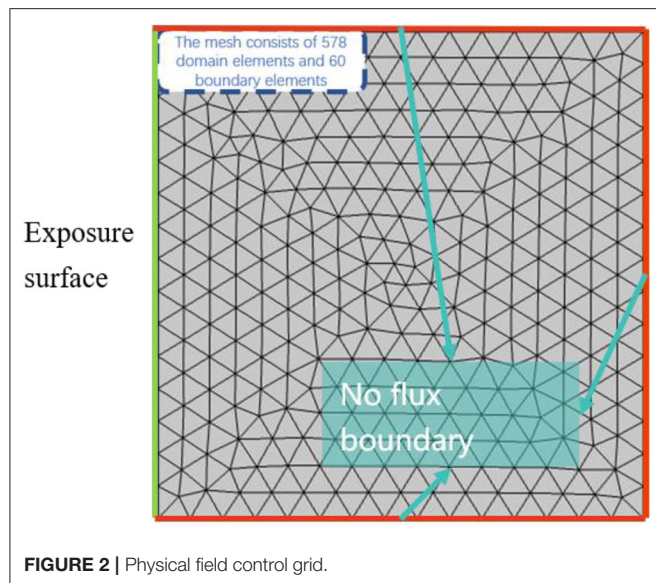 The mesh consists of 578
domain elements and 60
boundary elements
Exposure
surface
No flux
boundary
FIGURE 2 | Physical field control grid.